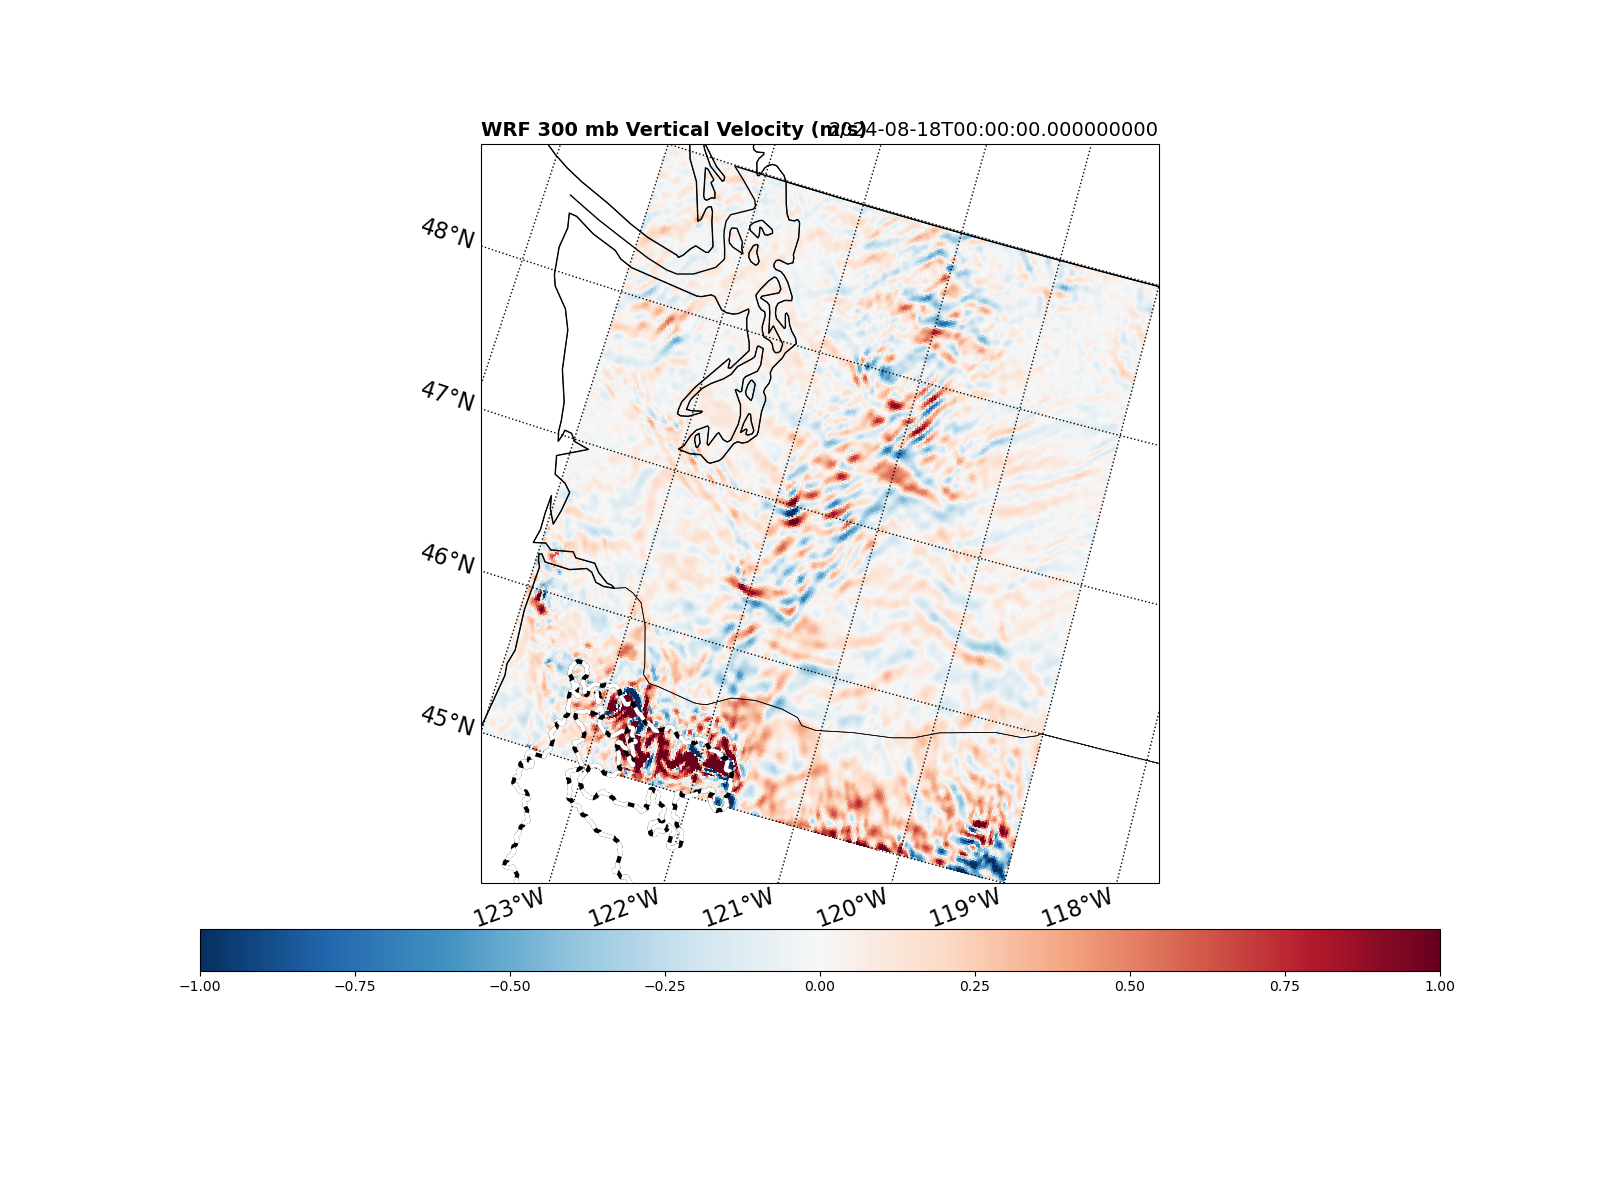 WRF 300 mb Vertical Velocity (m/s) 2024-08-18T00:00:00.000000000
48°N
47°N
46°N
45°N
123°W 122°W 121°W 120°W 119°W 118°W
−1.00 −0.75 −0.50 −0.25 0.00 0.25 0.50 0.75 1.00